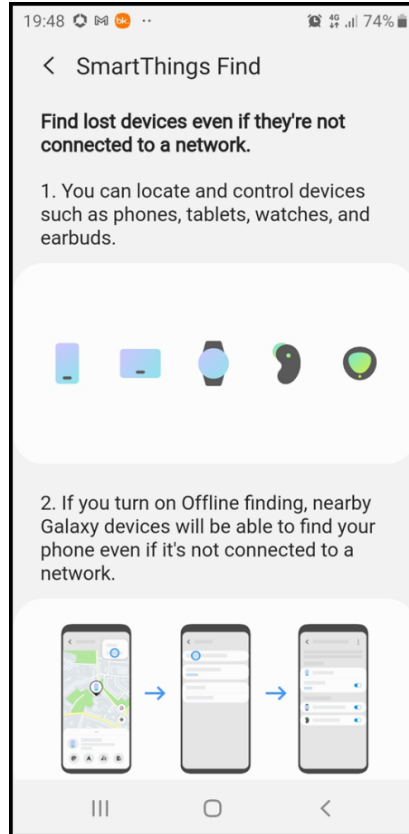 19:48 bk. 4G 74%
SmartThings Find
Find lost devices even if they're not
connected to a network.
1. You can locate and control devices
such as phones, tablets, watches, and
earbuds.
2. If you turn on Offline finding, nearby
Galaxy devices will be able to find your
phone even if it's not connected to a
network.